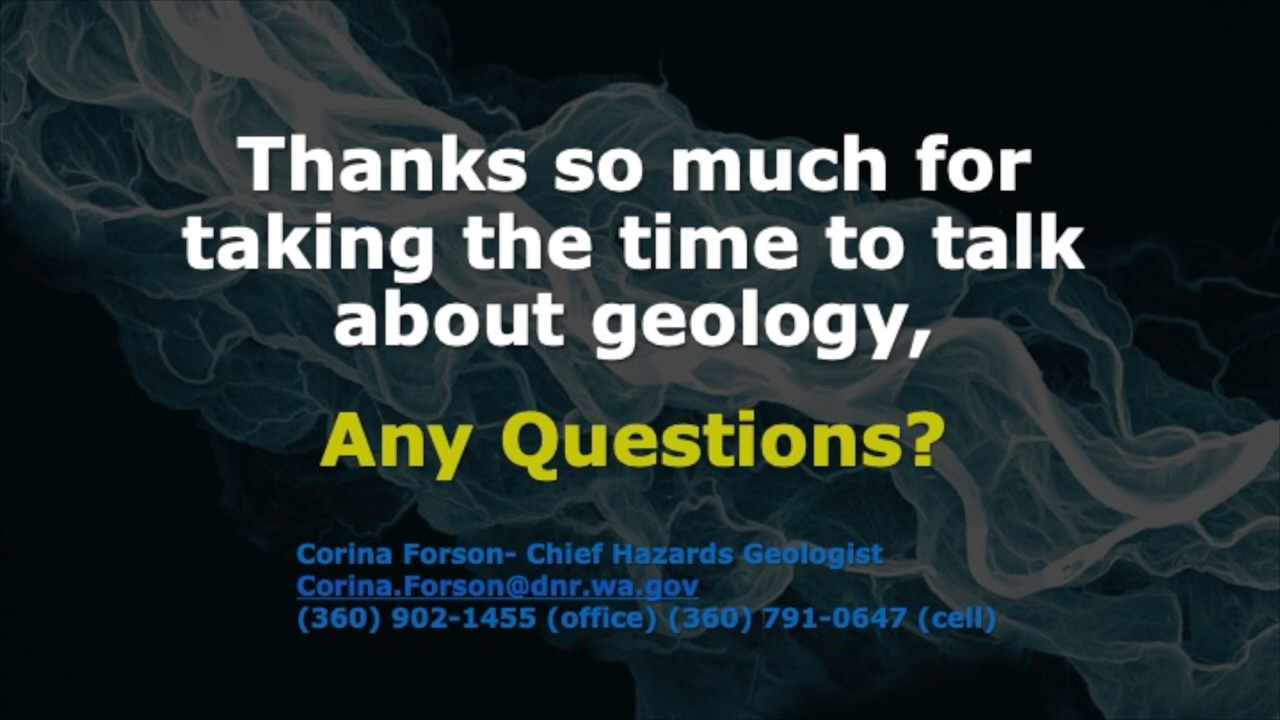 Thanks so much for
taking the time to talk
about geology,
Any Questions?
Corina Forson- Chief Hazards Geologist
Corina.Forson@dnr.wa.gov
(360) 902-1455 (office) (360) 791-0647 (cell)